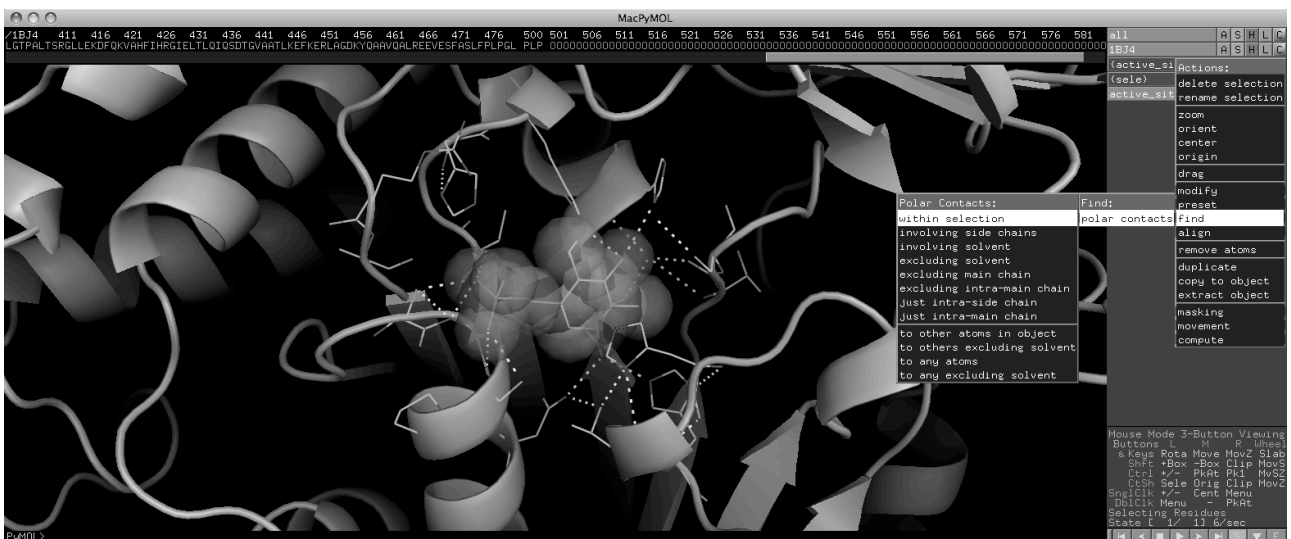 MacPyMOL
/1BJ4 411 416 421 426 431 436 441 446 451 456 461 466 471 476 500 501 506 511 516 521 526 531 536 541 546 551 556 561 566 571 576 581
LGTPALTSRGLLEKDFQKVAHFIHRGIELTLQIQSDTGVAATLKEFKERLAGDKYQAAVQALREEVESFASLFPLPGL PLP
all A S H L C
1BJ4 A S H L C
(active_si
(sele)
active_sit
Actions:
delete selection
rename selection
zoom
orient
center
origin
drag
modify
preset
find
align
remove atoms
duplicate
copy to object
extract object
masking
movement
compute
Find:
polar contacts
Polar Contacts:
within selection
involving side chains
involving solvent
excluding solvent
excluding main chain
excluding intra-main chain
just intra-side chain
just intra-main chain
to other atoms in object
to others excluding solvent
to any atoms
to any excluding solvent
Mouse Mode 3-Button Viewing
Buttons L M R Wheel
& Keys Rota Move MovZ Slab
Shft +Box -Box Clip MovS
Ctrl +/- PkAt Pk1 MvSZ
CtSh Sele Orig Clip MovZ
SnglClk +/- Cent Menu
DblClk Menu - PkAt
Selecting Residues
State [ 1/ 1] 6/sec
S F
PyMOL>